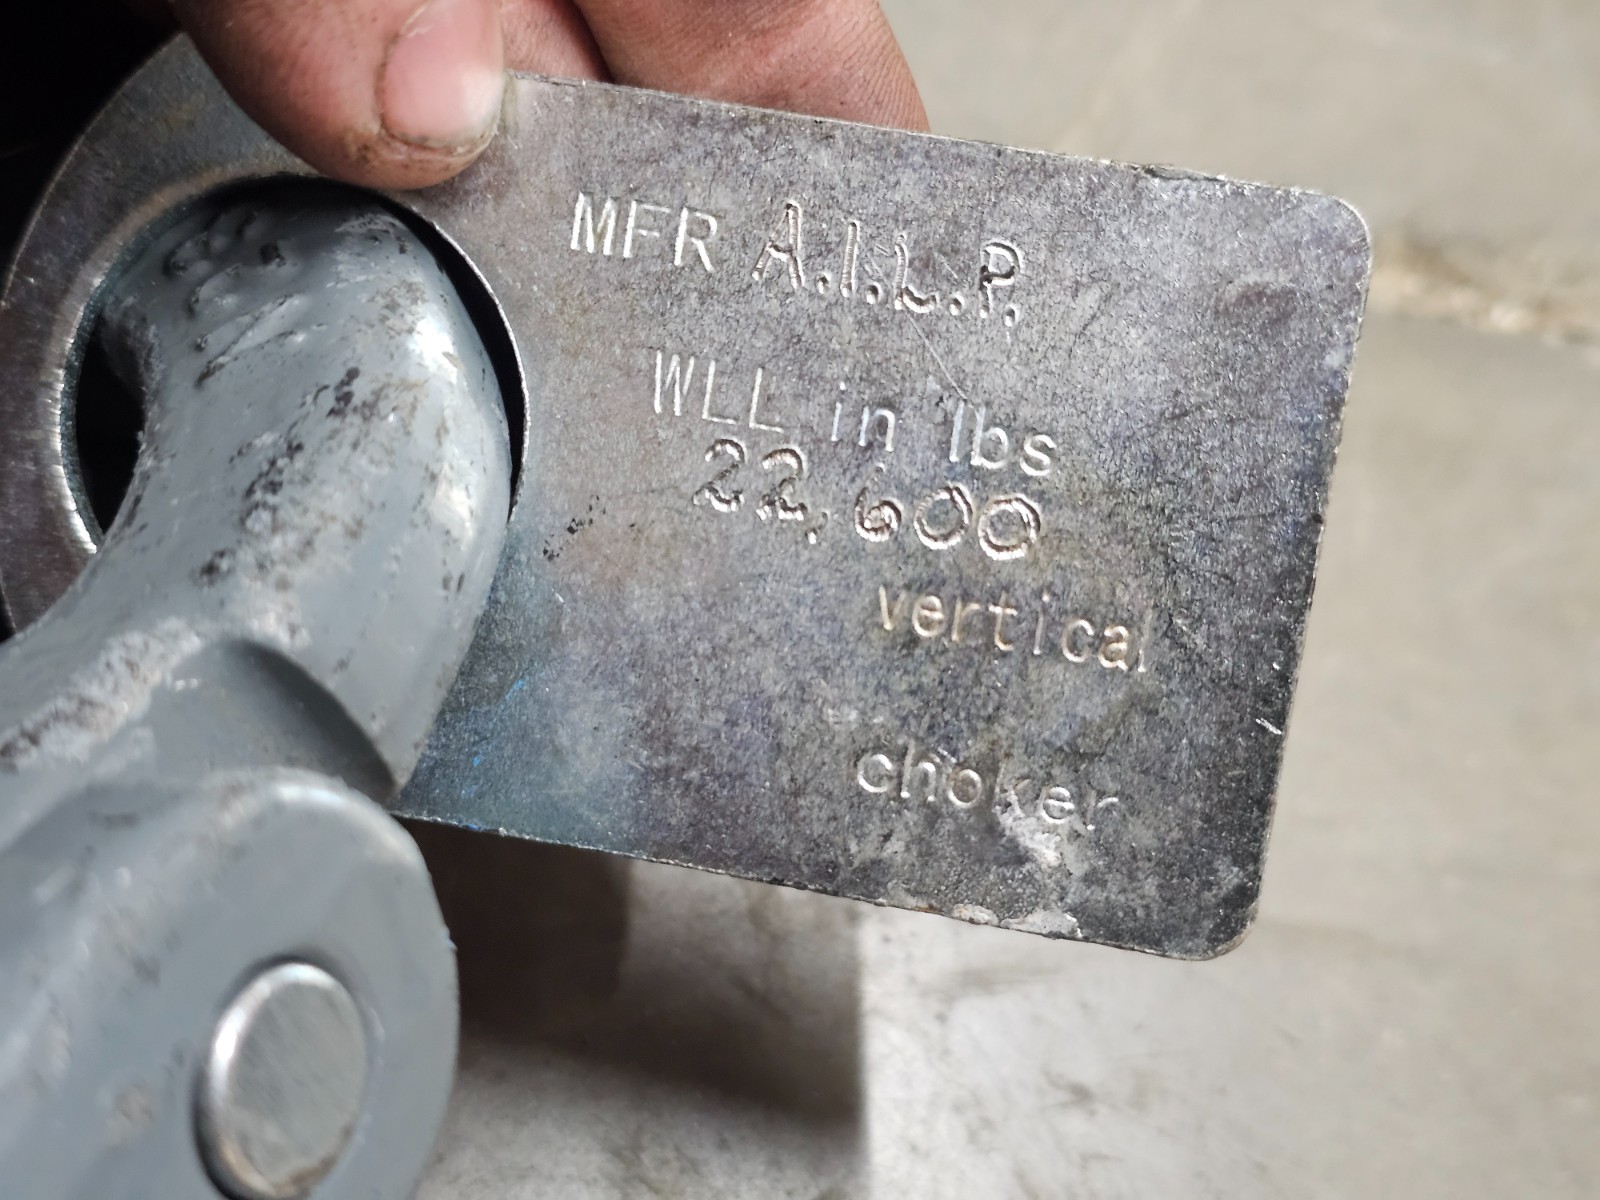 MFR A.I.L.P.
WLL in lbs
22,600
vertical
choker